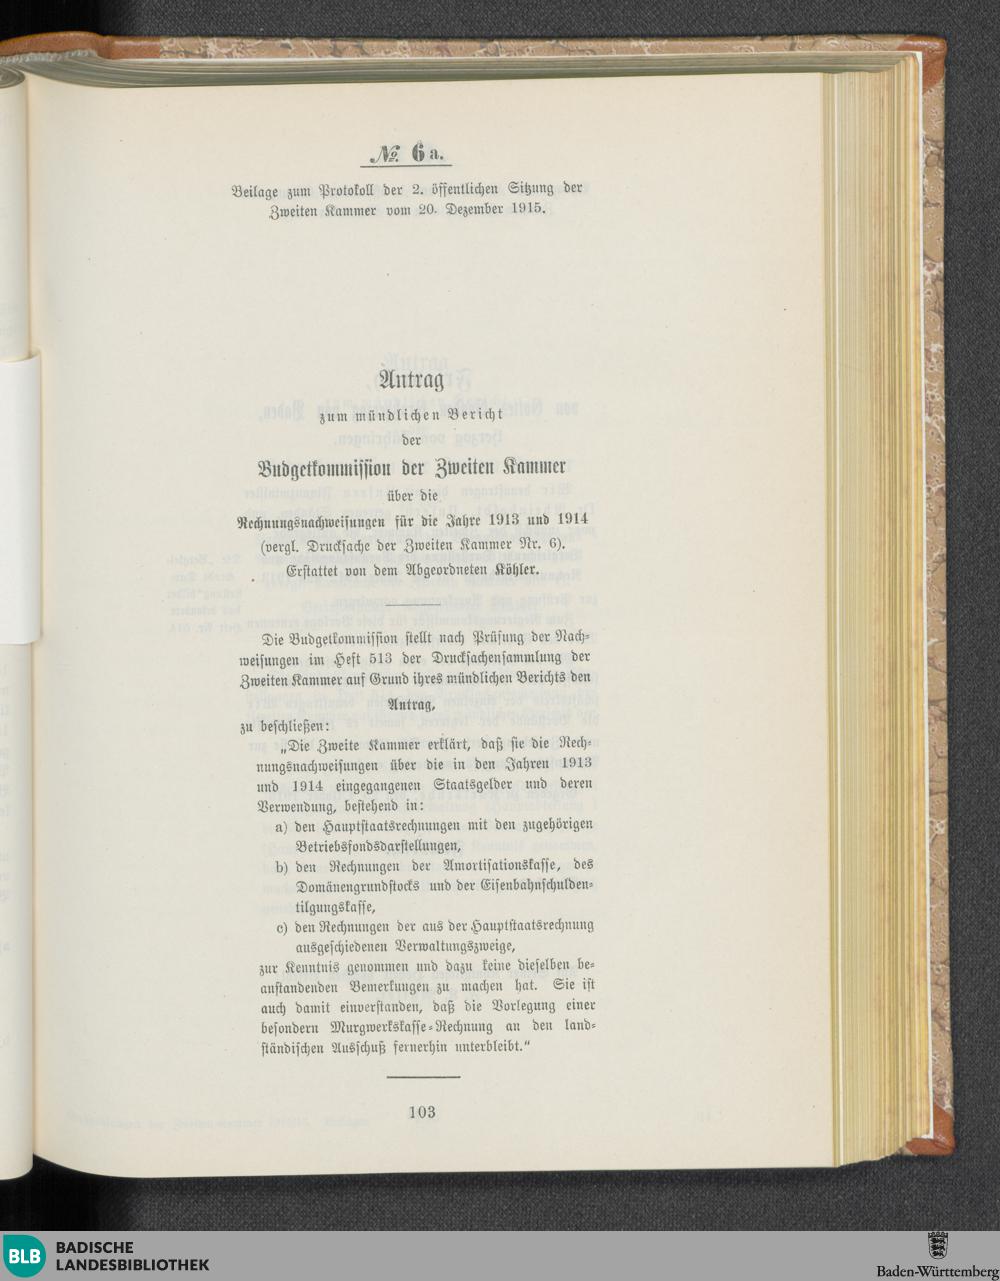 № 6 a.
Beilage zum Protokoll der 2. öffentlichen Sitzung der
Zweiten Kammer vom 20. Dezember 1915.
Antrag
zum mündlichen Bericht
der
Budgetkommission der Zweiten Kammer
über die
Rechnungsnachweisungen für die Jahre 1913 und 1914
(vergl. Drucksache der Zweiten Kammer Nr. 6).
Erstattet von dem Abgeordneten Köhler.
Die Budgetkommission stellt nach Prüfung der Nach=
weisungen im Heft 513 der Drucksachensammlung der
Zweiten Kammer auf Grund ihres mündlichen Berichts den
Antrag,
zu beschließen:
„Die Zweite Kammer erklärt, daß sie die Rech=
nungsnachweisungen über die in den Jahren 1913
und 1914 eingegangenen Staatsgelder und deren
Verwendung, bestehend in:
a) den Hauptstaatsrechnungen mit den zugehörigen
Betriebsfondsdarstellungen,
b) den Rechnungen der Amortisationskasse, des
Domänengrundstocks und der Eisenbahnschulden=
tilgungskasse,
c) den Rechnungen der aus der Hauptstaatsrechnung
ausgeschiedenen Verwaltungszweige,
zur Kenntnis genommen und dazu keine dieselben be=
anstandenden Bemerkungen zu machen hat. Sie ist
auch damit einverstanden, daß die Vorlegung einer
besondern Murgwerkskasse=Rechnung an den land=
ständischen Ausschuß fernerhin unterbleibt.“
103
BLB
BADISCHE
LANDESBIBLIOTHEK
Baden-Württemberg